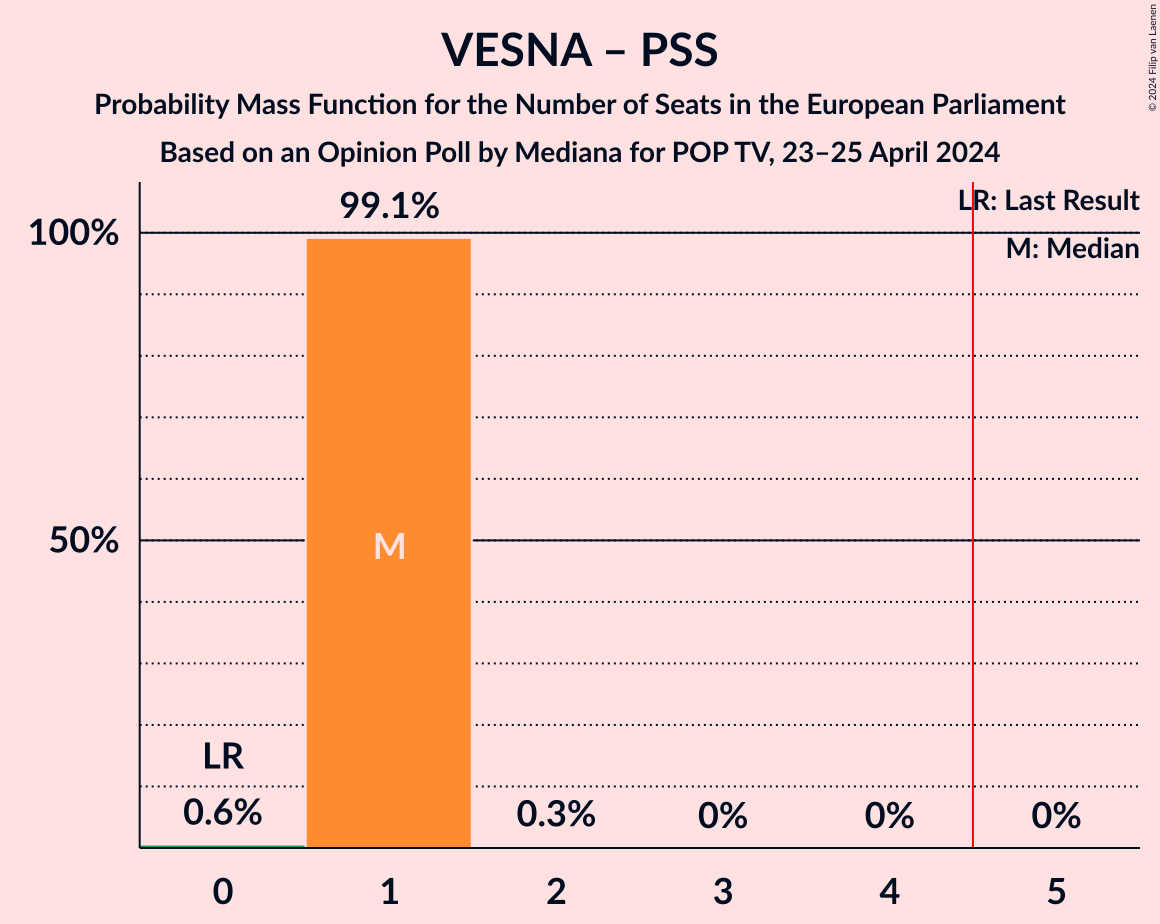 VESNA – PSS
Probability Mass Function for the Number of Seats in the European Parliament
Based on an Opinion Poll by Mediana for POP TV, 23–25 April 2024
© 2024 Filip van Laenen
LR: Last Result
M: Median
99.1%
100%
50%
M
LR
0.6%
0.3%
0%
0%
0%
0
1
2
3
4
5